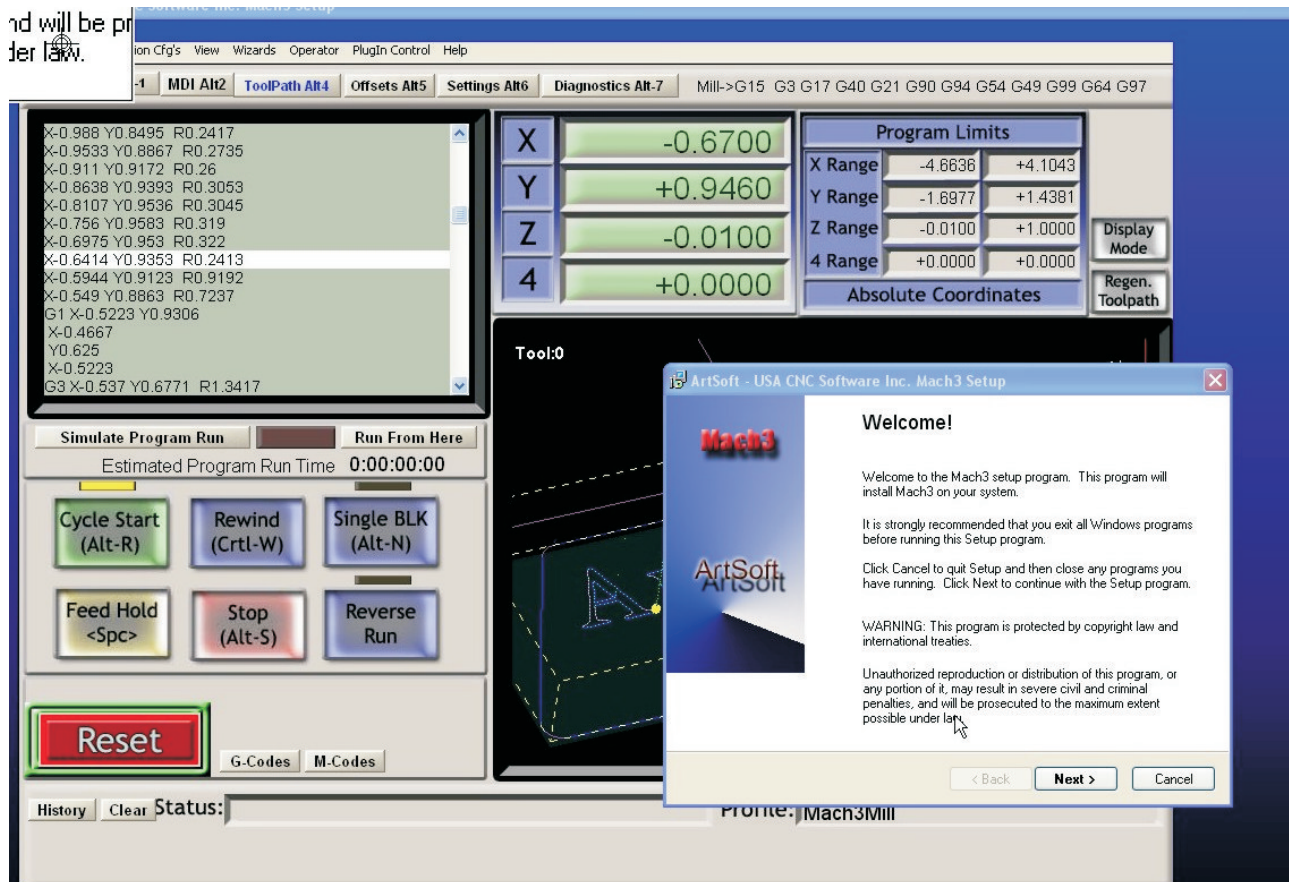 Software Inc. Mach3 Setup
nd will be pr
der law.
ion Cfg's View Wizards Operator PlugIn Control Help
-1 MDI Alt2 ToolPath Alt4 Offsets Alt5 Settings Alt6 Diagnostics Alt-7 Mill->G15 G3 G17 G40 G21 G90 G94 G54 G49 G99 G64 G97
X-0.988 Y0.8495 R0.2417
X-0.9533 Y0.8867 R0.2735
X-0.911 Y0.9172 R0.26
X-0.8638 Y0.9393 R0.3053
X-0.8107 Y0.9536 R0.3045
X-0.756 Y0.9583 R0.319
X-0.6975 Y0.953 R0.322
X-0.6414 Y0.9353 R0.2413
X-0.5944 Y0.9123 R0.9192
X-0.549 Y0.8863 R0.7237
G1 X-0.5223 Y0.9306
X-0.4667
Y0.625
X-0.5223
G3 X-0.537 Y0.6771 R1.3417
X -0.6700
Y +0.9460
Z -0.0100
4 +0.0000
Program Limits
X Range -4.6636 +4.1043
Y Range -1.6977 +1.4381
Z Range -0.0100 +1.0000
4 Range +0.0000 +0.0000
Absolute Coordinates
Display
Mode
Regen.
Toolpath
Tool:0
Simulate Program Run Run From Here
Estimated Program Run Time 0:00:00:00
Cycle Start
(Alt-R)
Rewind
(Crtl-W)
Single BLK
(Alt-N)
Feed Hold
<Spc>
Stop
(Alt-S)
Reverse
Run
Reset
G-Codes M-Codes
History Clear Status:
Profile: Mach3Mill
ArtSoft - USA CNC Software Inc. Mach3 Setup
Mach3
ArtSoft
Welcome!
Welcome to the Mach3 setup program. This program will
install Mach3 on your system.
It is strongly recommended that you exit all Windows programs
before running this Setup program.
Click Cancel to quit Setup and then close any programs you
have running. Click Next to continue with the Setup program.
WARNING: This program is protected by copyright law and
international treaties.
Unauthorized reproduction or distribution of this program, or
any portion of it, may result in severe civil and criminal
penalties, and will be prosecuted to the maximum extent
possible under law.
< Back Next > Cancel